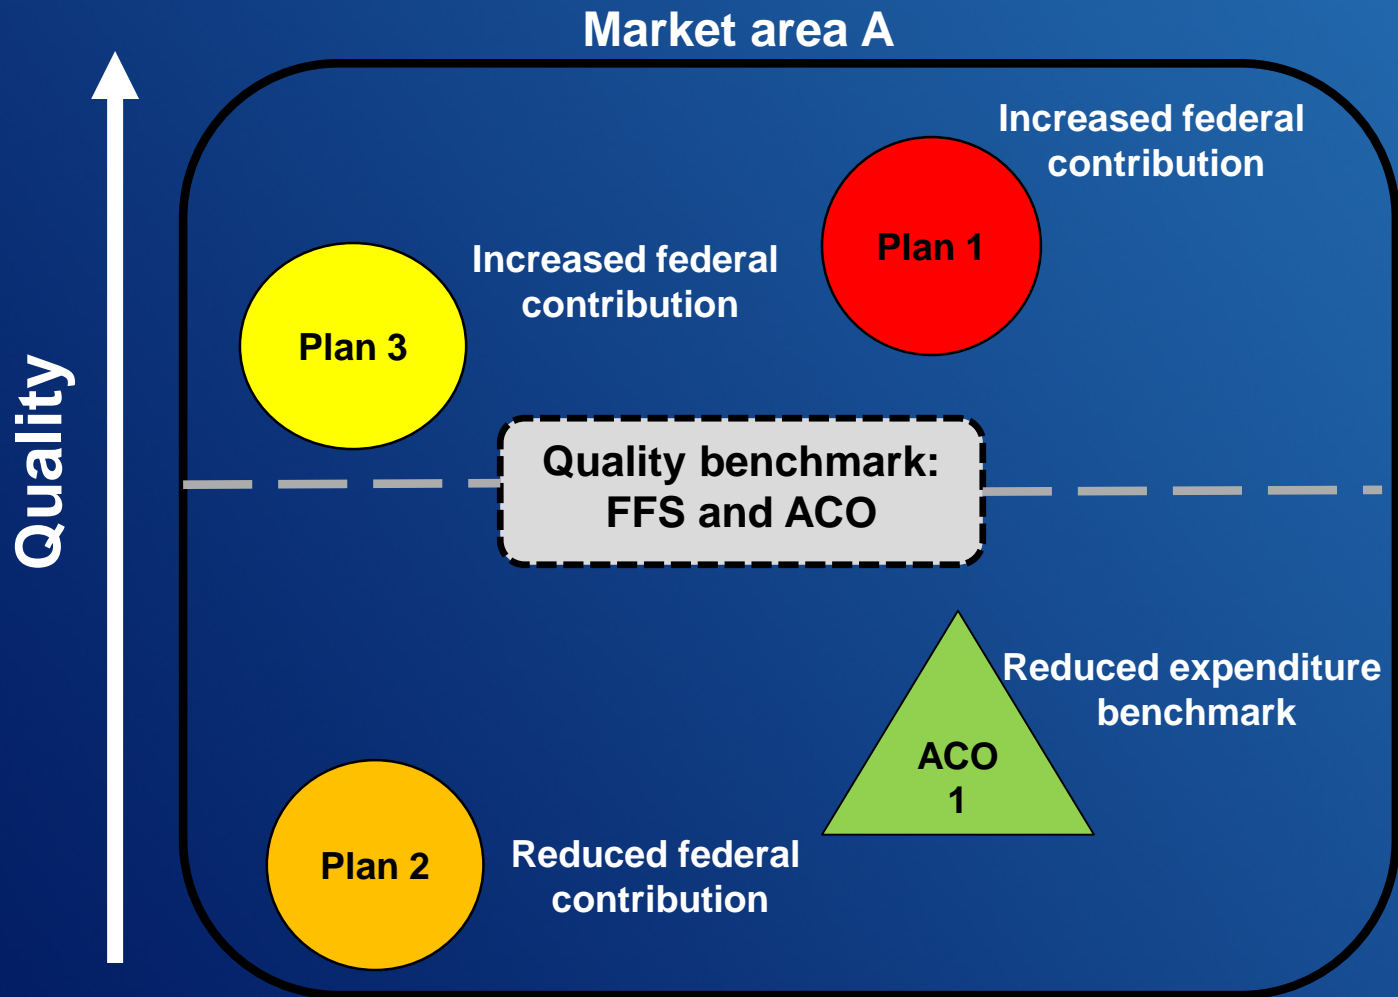 Market area A
Increased federal
contribution
Plan 1
Increased federal
contribution
Plan 3
Quality
Quality benchmark:
FFS and ACO
Reduced expenditure
benchmark
ACO
1
Plan 2
Reduced federal
contribution